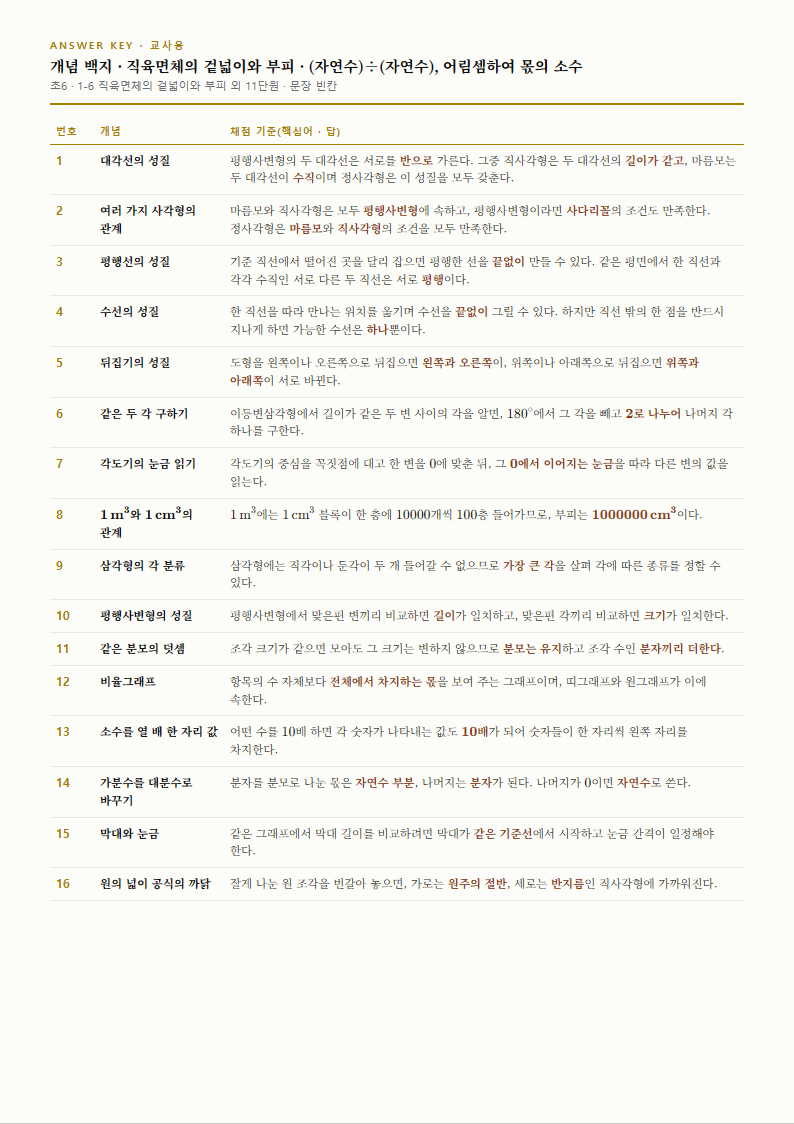 ANSWER KEY · 교사용
개념 백지 · 직육면체의 겉넓이와 부피 · (자연수)÷(자연수), 어림셈하여 몫의 소수
초6 · 1-6 직육면체의 겉넓이와 부피 외 11단원 · 문장 빈칸
번호 개념 채점 기준(핵심어 · 답)
1 대각선의 성질 평행사변형의 두 대각선은 서로를 반으로 가른다. 그중 직사각형은 두 대각선의 길이가 같고, 마름모는
두 대각선이 수직이며 정사각형은 이 성질을 모두 갖춘다.
2 여러 가지 사각형의 마름모와 직사각형은 모두 평행사변형에 속하고, 평행사변형이라면 사다리꼴의 조건도 만족한다.
관계 정사각형은 마름모와 직사각형의 조건을 모두 만족한다.
3 평행선의 성질 기준 직선에서 떨어진 곳을 달리 잡으면 평행한 선을 끝없이 만들 수 있다. 같은 평면에서 한 직선과
각각 수직인 서로 다른 두 직선은 서로 평행이다.
4 수선의 성질 한 직선을 따라 만나는 위치를 옮기며 수선을 끝없이 그릴 수 있다. 하지만 직선 밖의 한 점을 반드시
지나게 하면 가능한 수선은 하나뿐이다.
5 뒤집기의 성질 도형을 왼쪽이나 오른쪽으로 뒤집으면 왼쪽과 오른쪽이, 위쪽이나 아래쪽으로 뒤집으면 위쪽과
아래쪽이 서로 바뀐다.
6 같은 두 각 구하기 이등변삼각형에서 길이가 같은 두 변 사이의 각을 알면, 180°에서 그 각을 빼고 2로 나누어 나머지 각
하나를 구한다.
7 각도기의 눈금 읽기 각도기의 중심을 꼭짓점에 대고 한 변을 0에 맞춘 뒤, 그 0에서 이어지는 눈금을 따라 다른 변의 값을
읽는다.
8 1 m³와 1 cm³의 1 m³에는 1 cm³ 블록이 한 층에 10000개씩 100층 들어가므로, 부피는 1000000 cm³이다.
관계
9 삼각형의 각 분류 삼각형에는 직각이나 둔각이 두 개 들어갈 수 없으므로 가장 큰 각을 살펴 각에 따른 종류를 정할 수
있다.
10 평행사변형의 성질 평행사변형에서 맞은편 변끼리 비교하면 길이가 일치하고, 맞은편 각끼리 비교하면 크기가 일치한다.
11 같은 분모의 덧셈 조각 크기가 같으면 모아도 그 크기는 변하지 않으므로 분모는 유지하고 조각 수인 분자끼리 더한다.
12 비율그래프 항목의 수 자체보다 전체에서 차지하는 몫을 보여 주는 그래프이며, 띠그래프와 원그래프가 이에
속한다.
13 소수를 열 배 한 자리 값 어떤 수를 10배 하면 각 숫자가 나타내는 값도 10배가 되어 숫자들이 한 자리씩 왼쪽 자리를
차지한다.
14 가분수를 대분수로 분자를 분모로 나눈 몫은 자연수 부분, 나머지는 분자가 된다. 나머지가 0이면 자연수로 쓴다.
바꾸기
15 막대와 눈금 같은 그래프에서 막대 길이를 비교하려면 막대가 같은 기준선에서 시작하고 눈금 간격이 일정해야
한다.
16 원의 넓이 공식의 까닭 잘게 나눈 원 조각을 번갈아 놓으면, 가로는 원주의 절반, 세로는 반지름인 직사각형에 가까워진다.